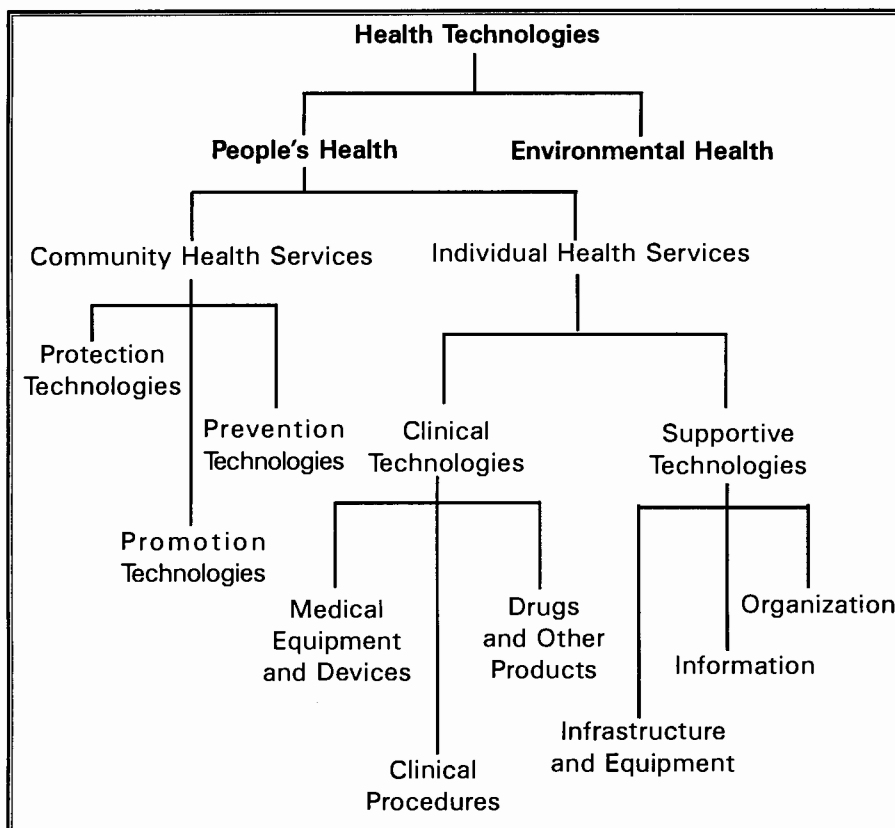 Health Technologies
People's Health
Environmental Health
Community Health Services
Individual Health Services
Protection
Technologies
Prevention
Technologies
Promotion
Technologies
Clinical
Technologies
Supportive
Technologies
Medical
Equipment
and Devices
Clinical
Procedures
Drugs
and Other
Products
Infrastructure
and Equipment
Information
Organization